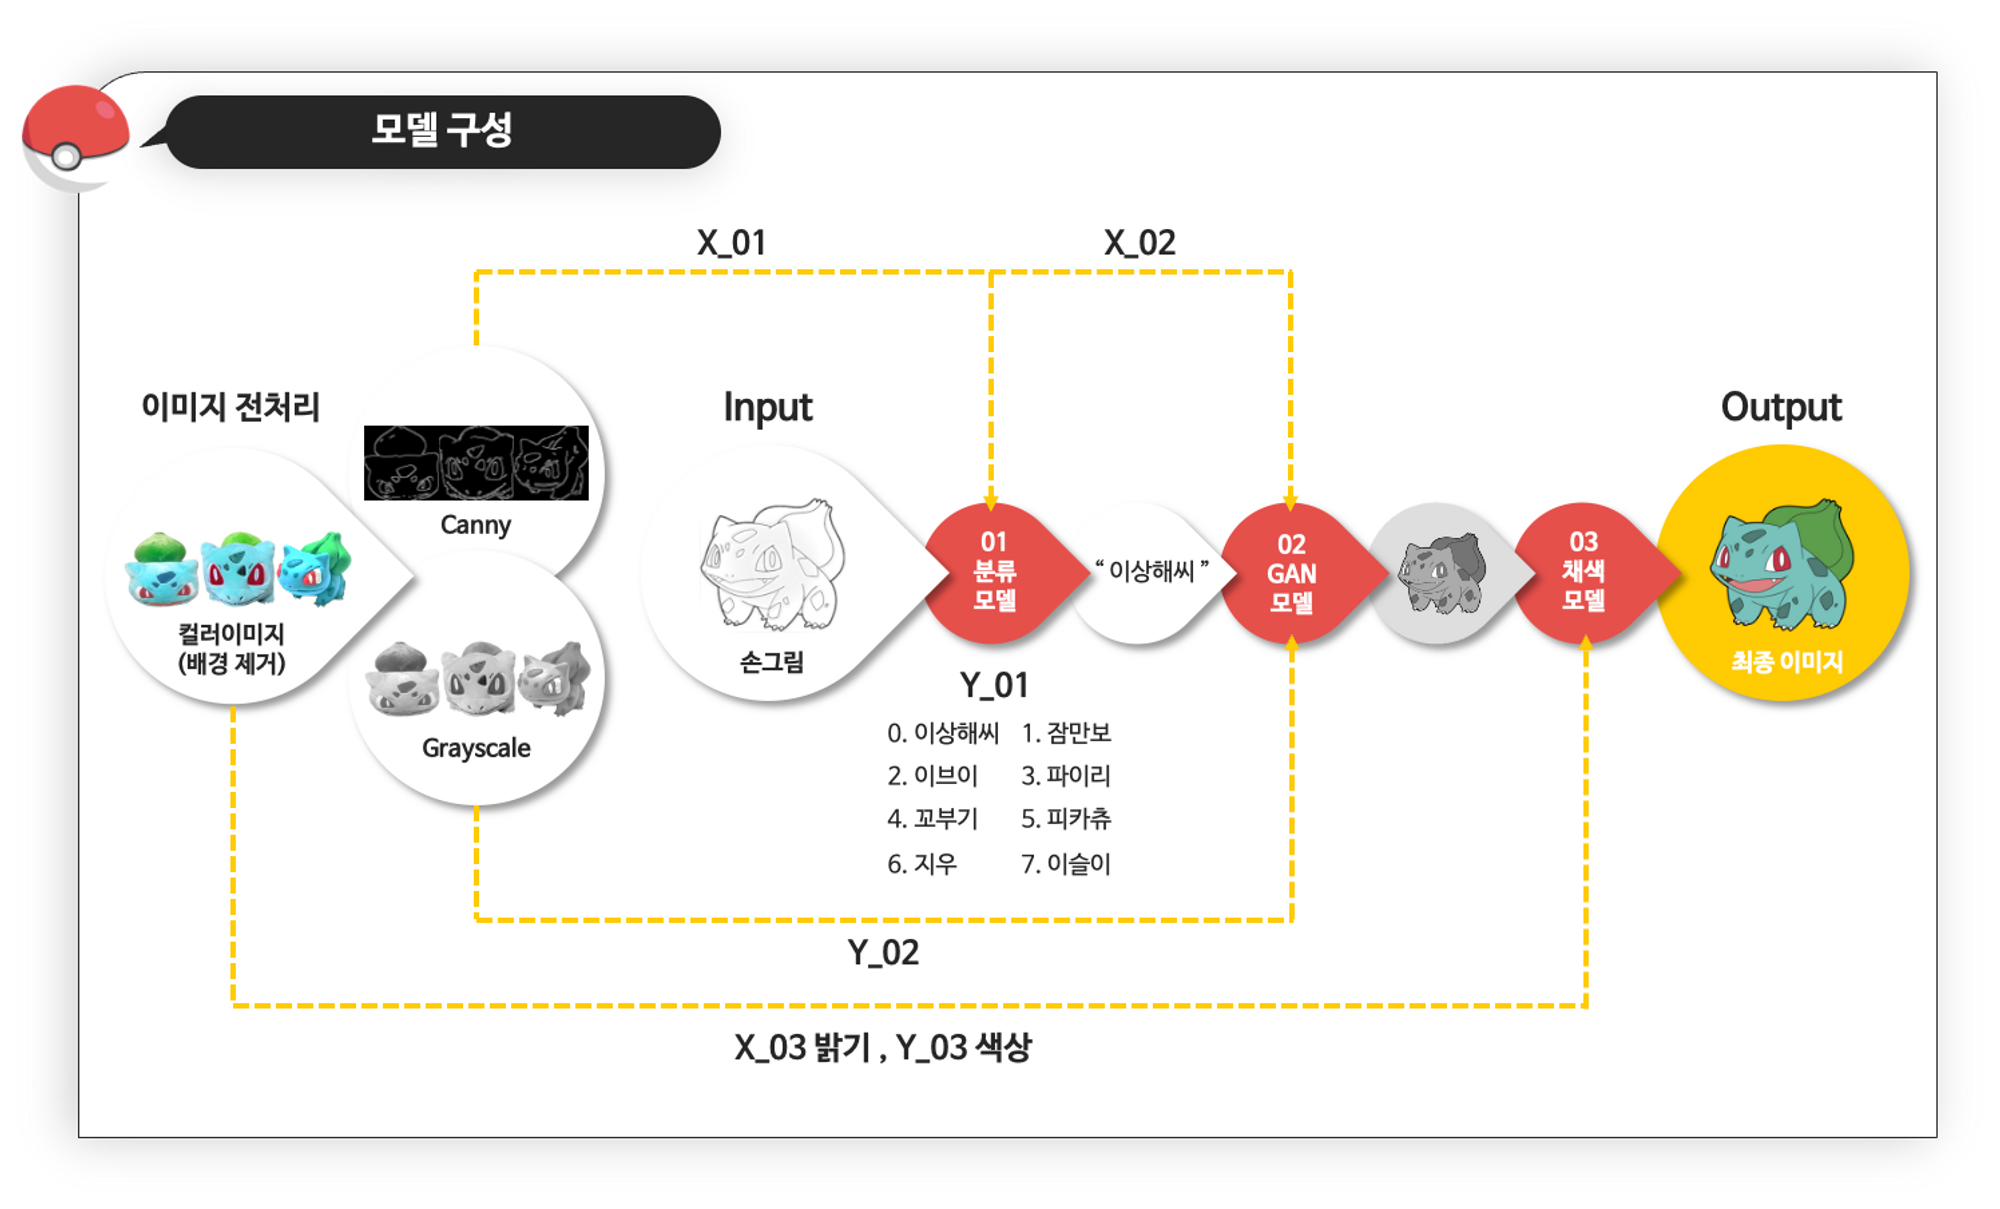 모델 구성
X_01
X_02
이미지 전처리
Canny
컬러이미지
(배경 제거)
Grayscale
Input
손그림
01
분류
모델
“ 이상해씨 ”
02
GAN
모델
03
채색
모델
Output
최종 이미지
Y_01
0. 이상해씨 1. 잠만보
2. 이브이 3. 파이리
4. 꼬부기 5. 피카츄
6. 지우 7. 이슬이
Y_02
X_03 밝기 , Y_03 색상